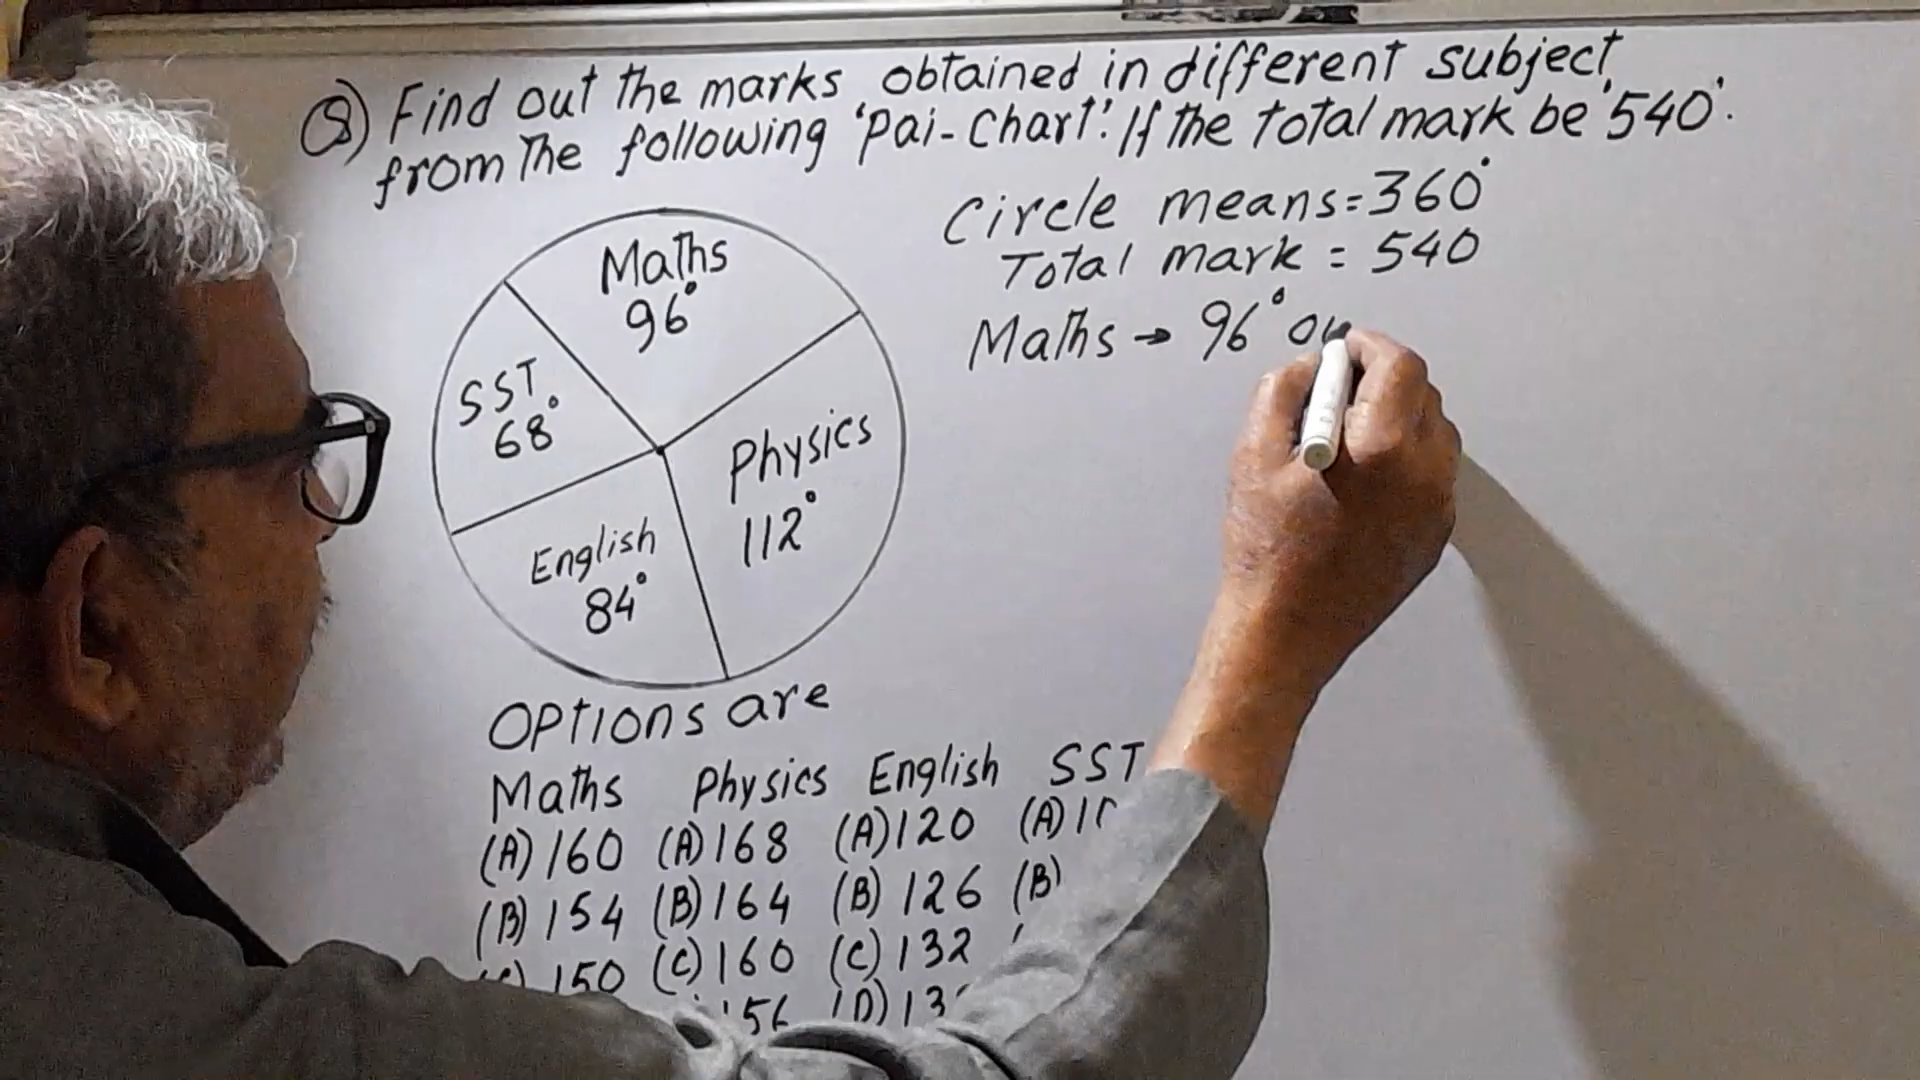 Q) Find out the marks obtained in different subject
from the following 'Pai-Chart'. If the total mark be '540'.
Maths
96°
SST
68°
Physics
112°
English
84°
Circle means=360°
Total mark = 540
Maths → 96°
Options are
Maths Physics English SST
(A) 160 (A) 168 (A) 120 (A)
(B) 154 (B) 164 (B) 126 (B)
150 (C) 160 (C) 132
156 (D)